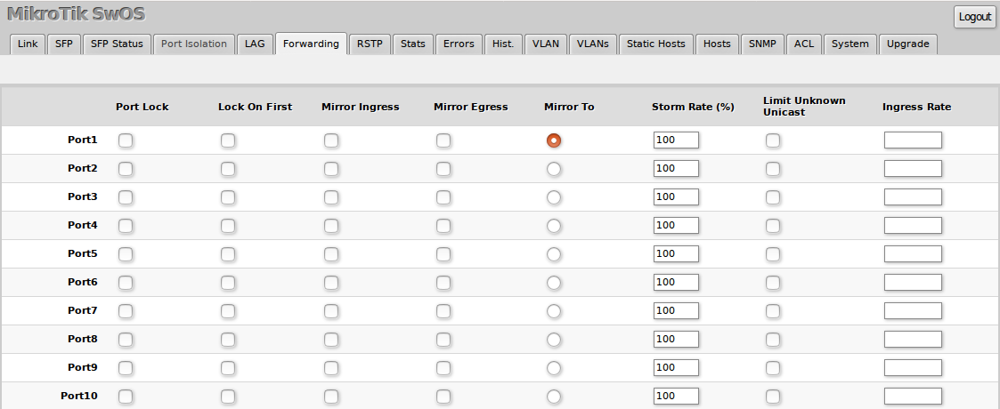 MikroTik SwOS
Logout
Link SFP SFP Status Port Isolation LAG Forwarding RSTP Stats Errors Hist. VLAN VLANs Static Hosts Hosts SNMP ACL System Upgrade
Port Lock Lock On First Mirror Ingress Mirror Egress Mirror To Storm Rate (%) Limit Unknown Unicast Ingress Rate
Port1 100
Port2 100
Port3 100
Port4 100
Port5 100
Port6 100
Port7 100
Port8 100
Port9 100
Port10 100